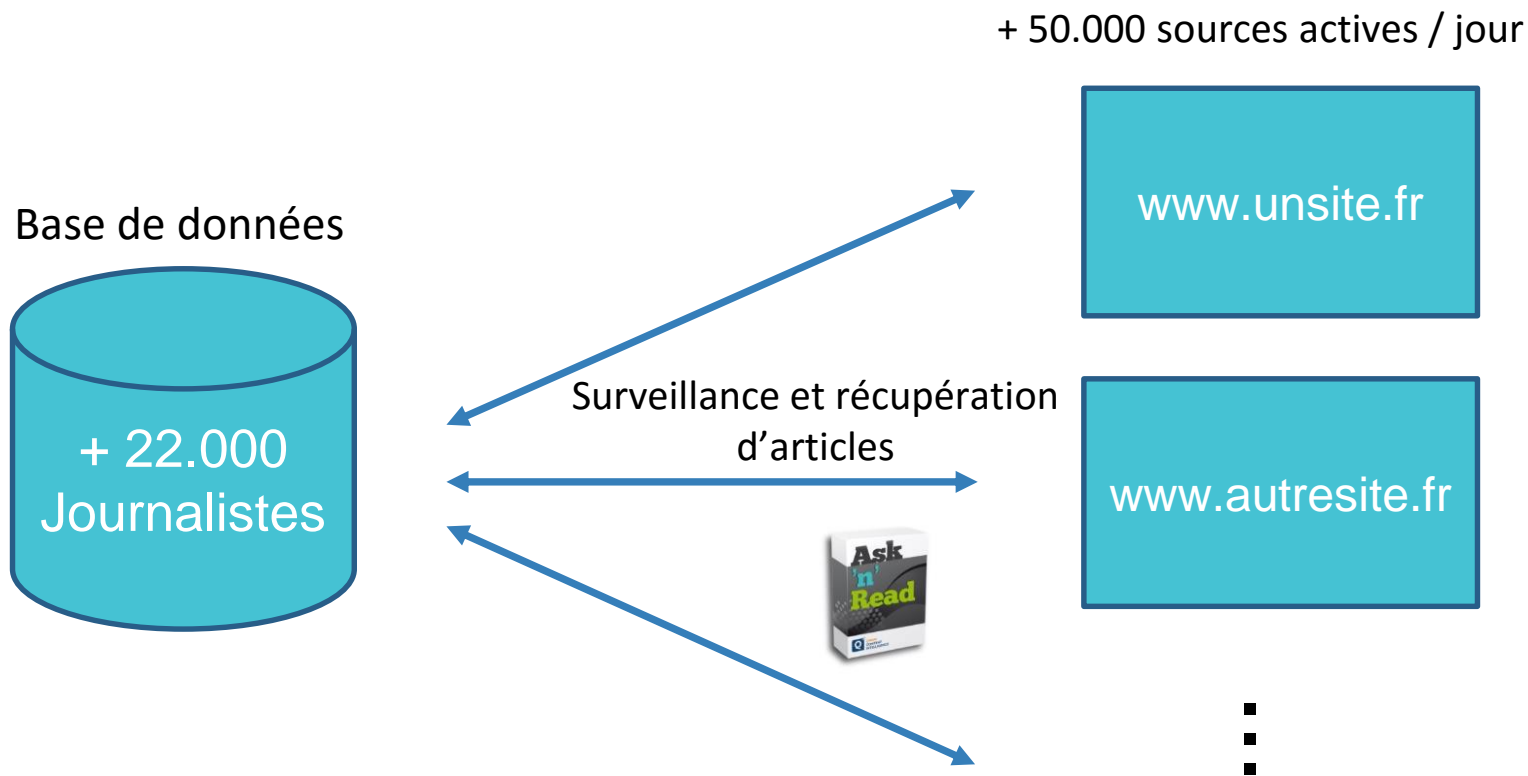 + 50.000 sources actives / jour
www.unsite.fr
Base de données
+ 22.000
Journalistes
Surveillance et récupération
d’articles
www.autresite.fr
Ask
'n'
Read